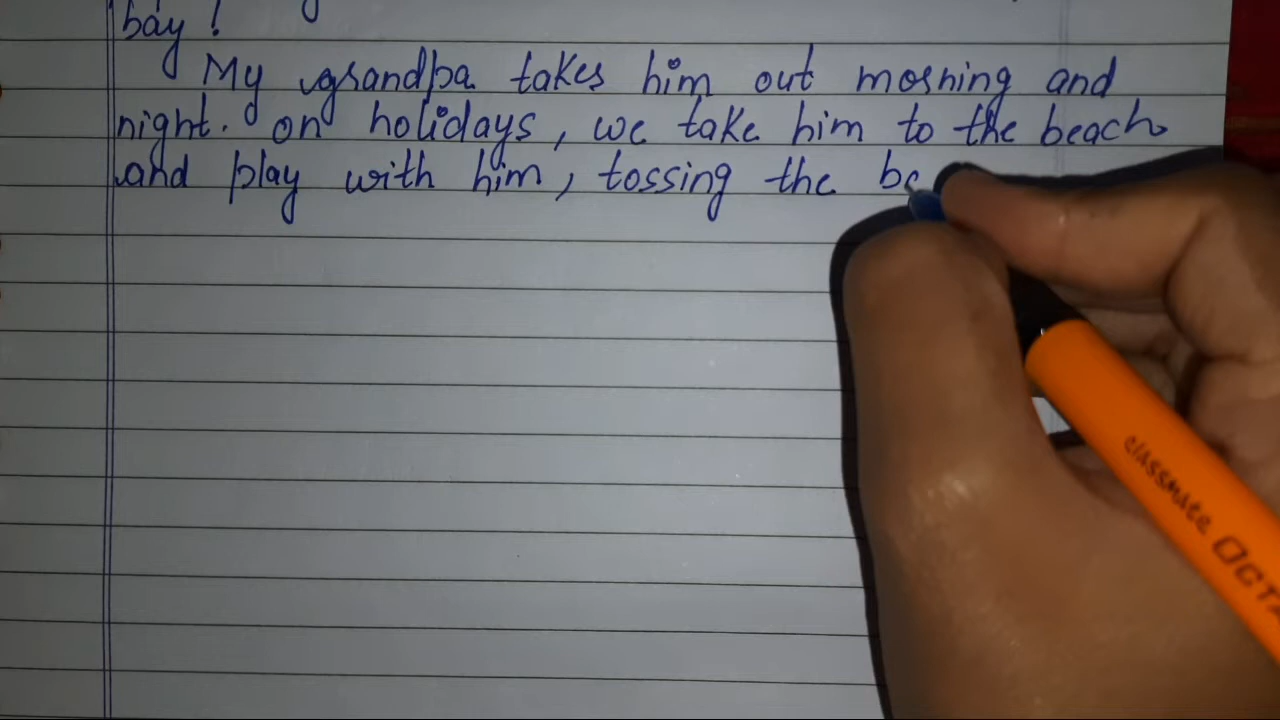 bay!
My grandpa takes him out morning and
night. on holidays, we take him to the beach
and play with him, tossing the
classmate OCTA